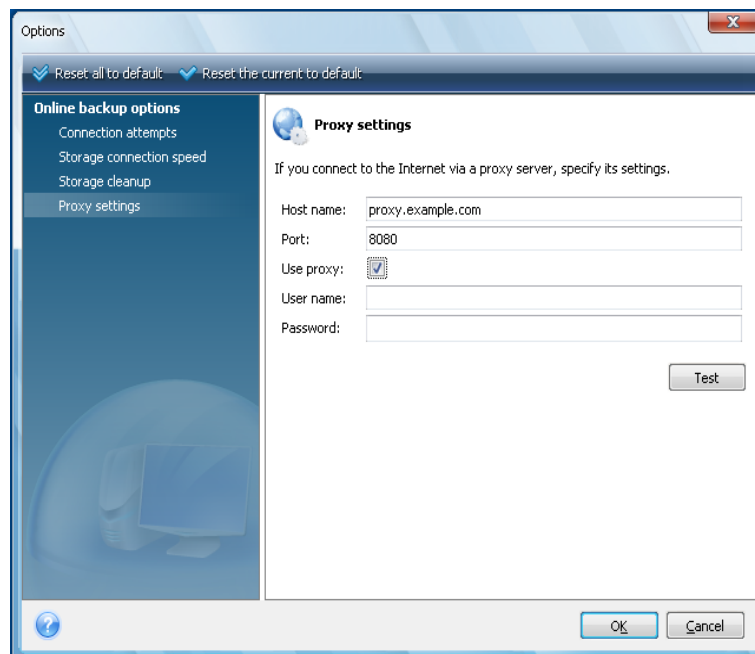 Options
X
Reset all to default Reset the current to default
Online backup options
Connection attempts
Storage connection speed
Storage cleanup
Proxy settings
Proxy settings
If you connect to the Internet via a proxy server, specify its settings.
Host name: proxy.example.com
Port: 8080
Use proxy:
User name:
Password:
Test
?
OK Cancel